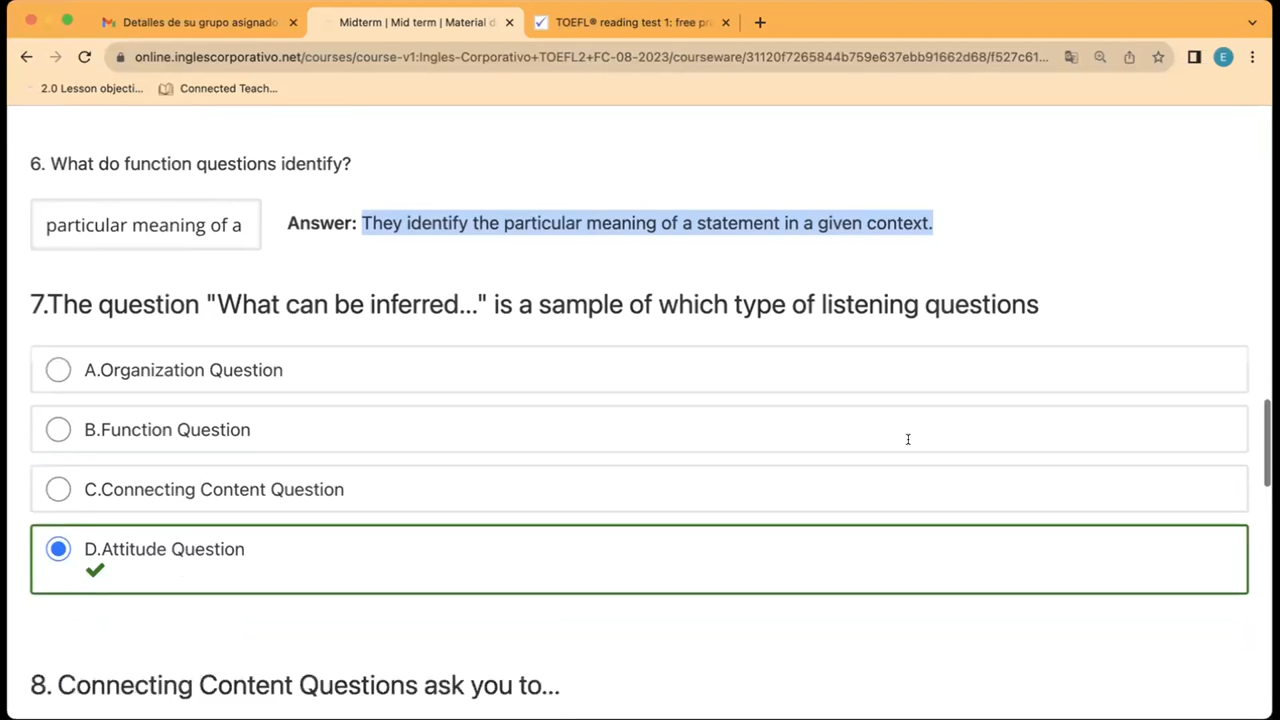 Detalles de su grupo asignado
Midterm | Mid term | Material d
TOEFL® reading test 1: free pr
online.inglescorporativo.net/courses/course-v1:Ingles-Corporativo+TOEFL2+FC-08-2023/courseware/31120f7265844b759e637ebb91662d68/f527c61...
E
2.0 Lesson objecti...
Connected Teach...
6. What do function questions identify?
particular meaning of a
Answer: They identify the particular meaning of a statement in a given context.
7.The question "What can be inferred..." is a sample of which type of listening questions
A.Organization Question
B.Function Question
C.Connecting Content Question
D.Attitude Question
8. Connecting Content Questions ask you to...